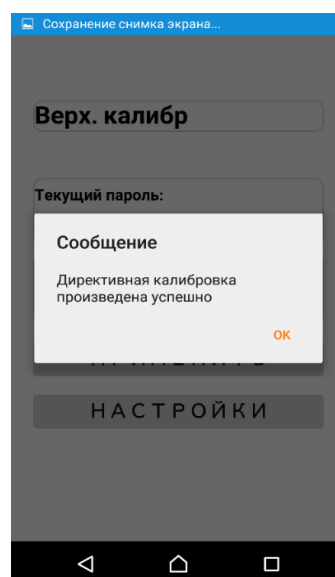 Сохранение снимка экрана...
Верх. калибр
Текущий пароль:
Сообщение
Директивная калибровка
произведена успешно
OK
НАСТРОЙКИ